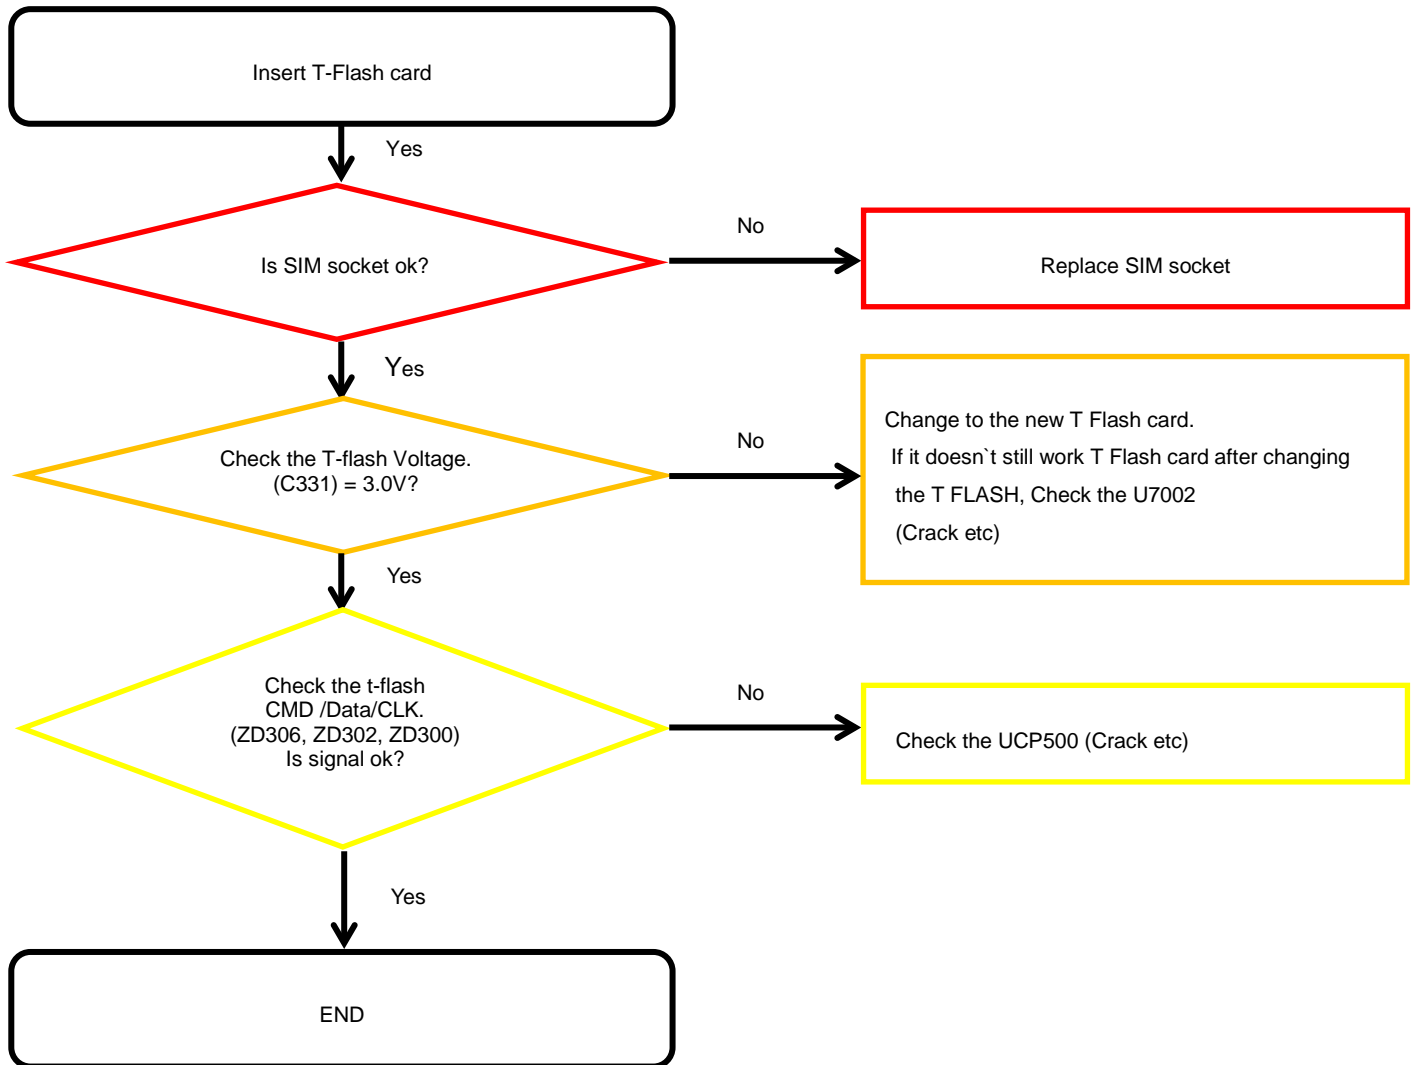 Insert T-Flash card
Yes
Is SIM socket ok?
No
Replace SIM socket
Yes
Check the T-flash Voltage.
(C331) = 3.0V?
No
Change to the new T Flash card.
If it doesn`t still work T Flash card after changing
the T FLASH, Check the U7002
(Crack etc)
Yes
Check the t-flash
CMD /Data/CLK.
(ZD306, ZD302, ZD300)
Is signal ok?
No
Check the UCP500 (Crack etc)
Yes
END